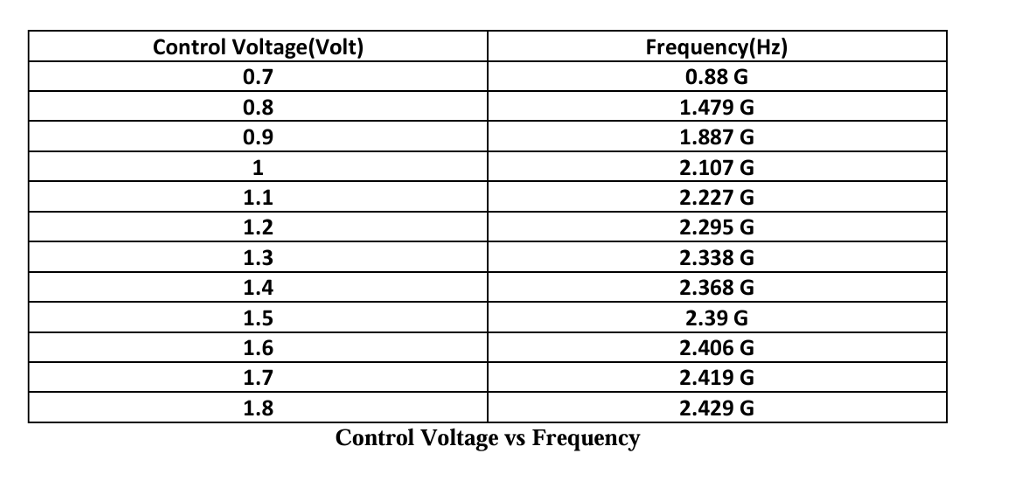 Control Voltage(Volt) Frequency(Hz)
0.7 0.88 G
0.8 1.479 G
0.9 1.887 G
1 2.107 G
1.1 2.227 G
1.2 2.295 G
1.3 2.338 G
1.4 2.368 G
1.5 2.39 G
1.6 2.406 G
1.7 2.419 G
1.8 2.429 G
Control Voltage vs Frequency